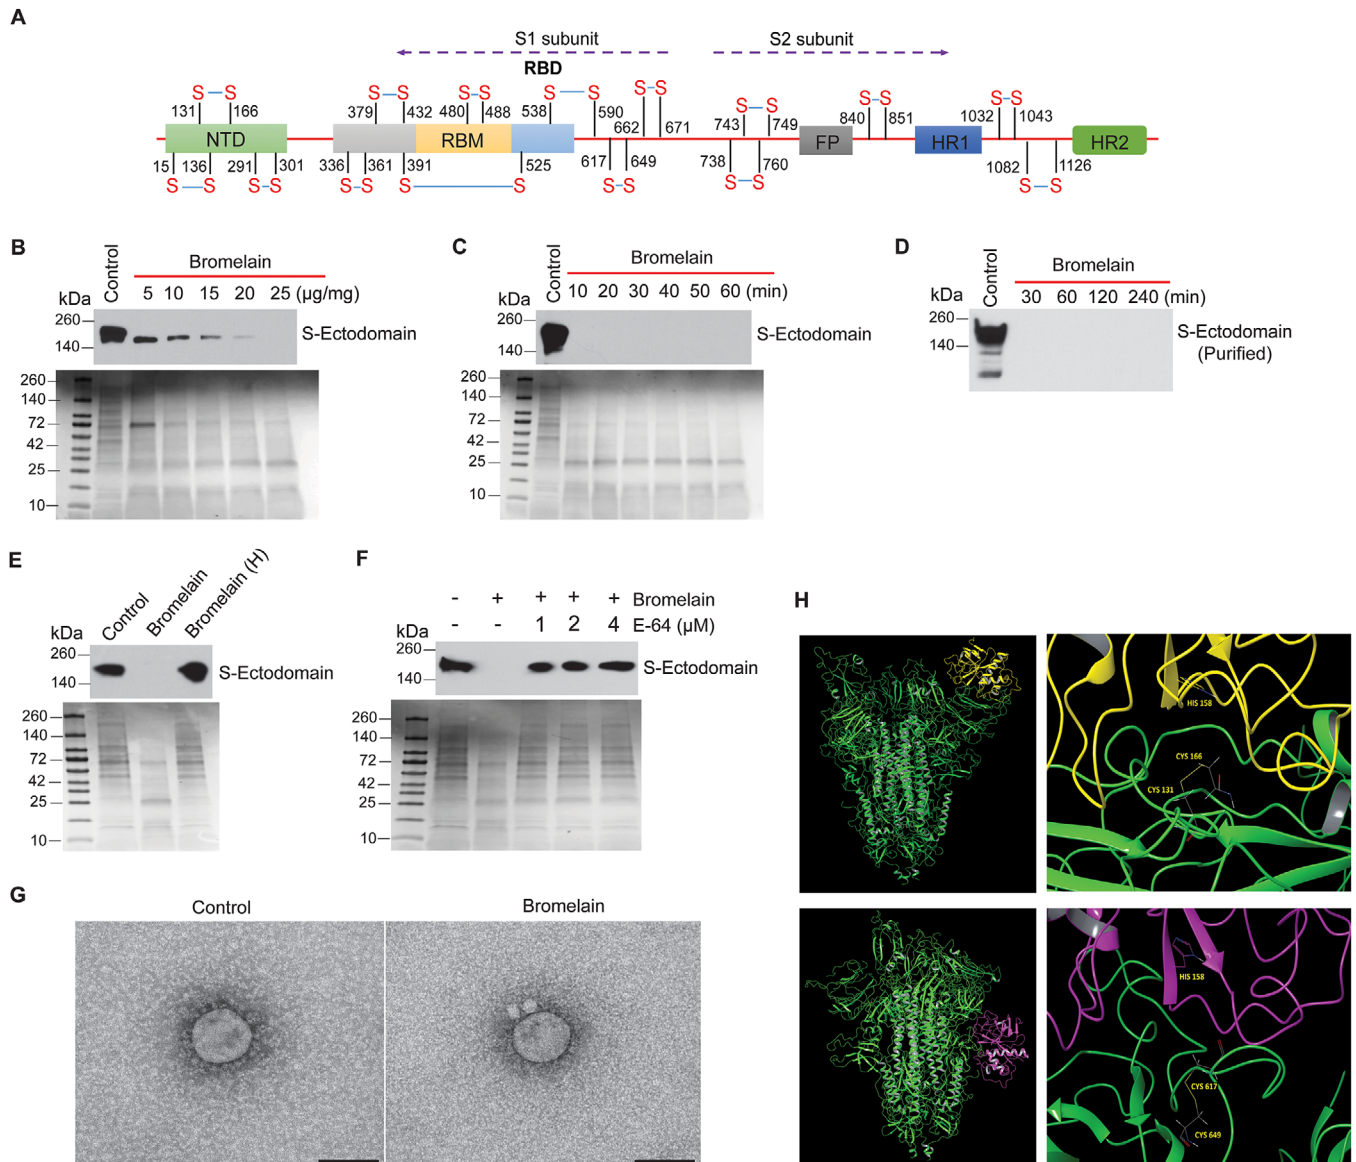 A
S1 subunit
S2 subunit
RBD
S S S S S S S S S S S S S S S S
131 166 379 432 480 488 538 590 662 671 743 749 840 851 1032 1043
NTD RBM FP HR1 HR2
15 136 291 301 336 361 391 525 617 649 738 760 1082 1126
S S S S S S S S S S S S S S
B
Control
Bromelain
5 10 15 20 25 (µg/mg)
kDa
260
140
S-Ectodomain
260
140
72
42
25
10
C
Control
Bromelain
10 20 30 40 50 60 (min)
kDa
260
140
S-Ectodomain
260
140
72
42
25
10
D
Control
Bromelain
30 60 120 240 (min)
kDa
260
140
S-Ectodomain
(Purified)
E
Control
Bromelain
Bromelain (H)
kDa
260
140
S-Ectodomain
260
140
72
42
25
10
F
- + + + + Bromelain
- - 1 2 4 E-64 (µM)
kDa
260
140
S-Ectodomain
260
140
72
42
25
10
G
Control
Bromelain
H
HIS 158
CYS 166
CYS 131
HIS 158
CYS 617
CYS 649